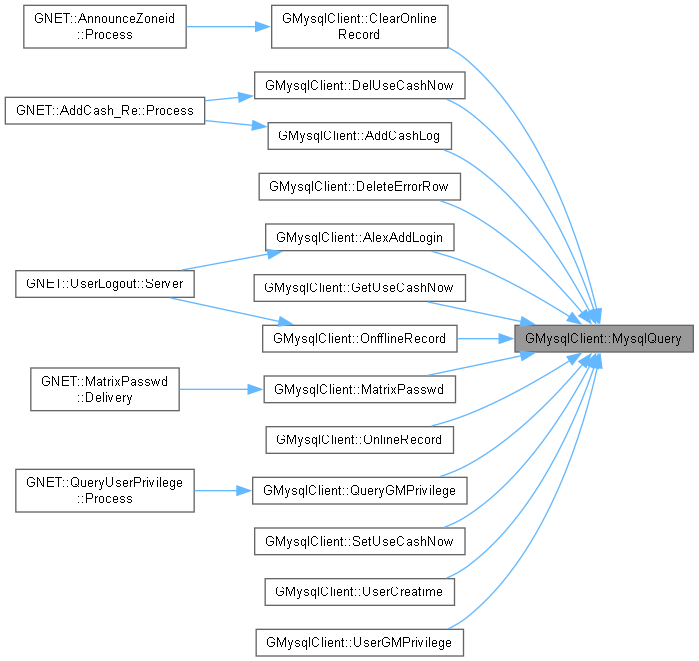 GNET::AnnounceZoneid
::Process
GMysqlClient::ClearOnline
Record
GMysqlClient::DelUseCashNow
GNET::AddCash_Re::Process
GMysqlClient::AddCashLog
GMysqlClient::DeleteErrorRow
GMysqlClient::AlexAddLogin
GNET::UserLogout::Server
GMysqlClient::GetUseCashNow
GMysqlClient::OnfflineRecord
GMysqlClient::MysqlQuery
GNET::MatrixPasswd
::Delivery
GMysqlClient::MatrixPasswd
GMysqlClient::OnlineRecord
GNET::QueryUserPrivilege
::Process
GMysqlClient::QueryGMPrivilege
GMysqlClient::SetUseCashNow
GMysqlClient::UserCreatime
GMysqlClient::UserGMPrivilege